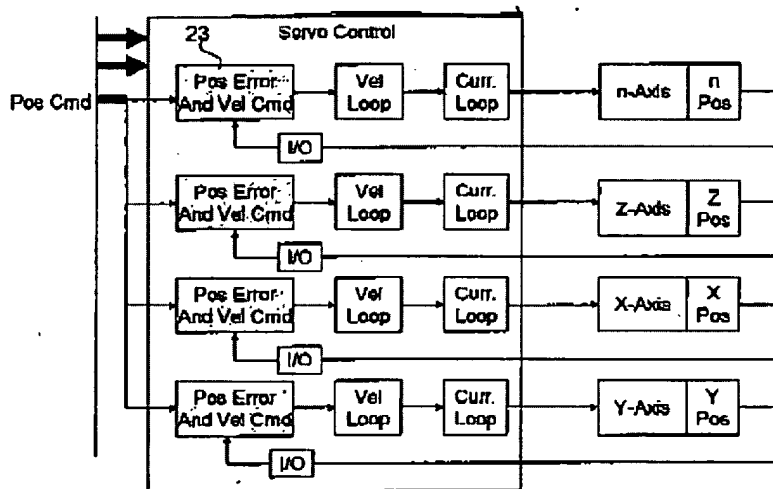 23
Servo Control
Pos Cmd
Pos Error
And Vel Cmd
Vel
Loop
Curr.
Loop
n-Axis
n
Pos
I/O
Pos Error
And Vel Cmd
Vel
Loop
Curr.
Loop
Z-Axis
Z
Pos
I/O
Pos Error
And Vel Cmd
Vel
Loop
Curr.
Loop
X-Axis
X
Pos
I/O
Pos Error
And Vel Cmd
Vel
Loop
Curr.
Loop
Y-Axis
Y
Pos
I/O